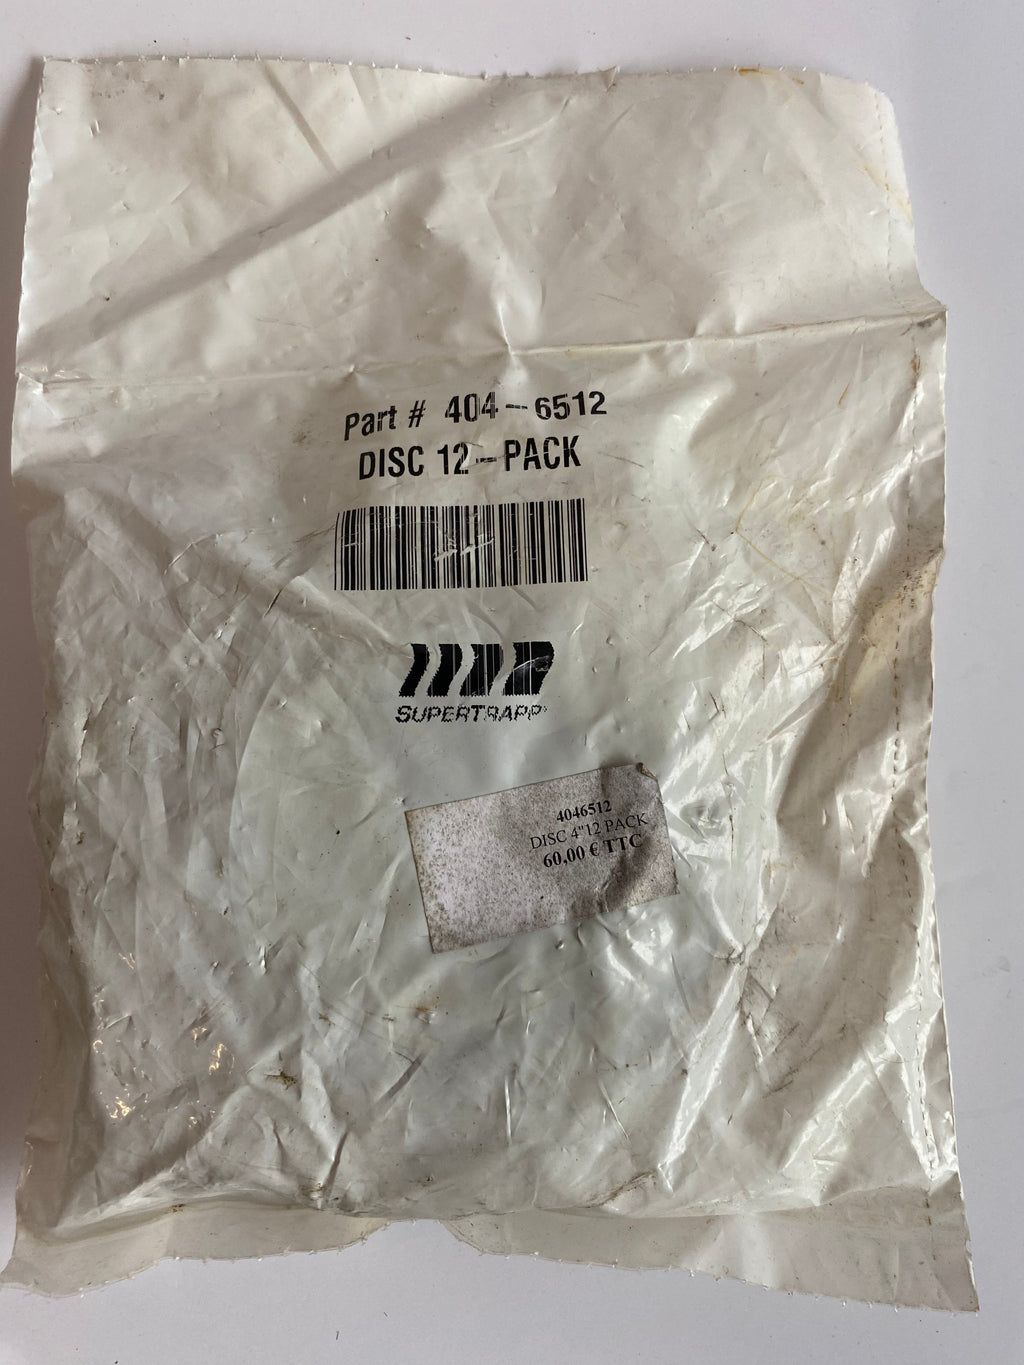 Part # 404-6512
DISC 12-PACK
SUPERTRAPP
4046512
DISC 4"12 PACK
60,00 € TTC